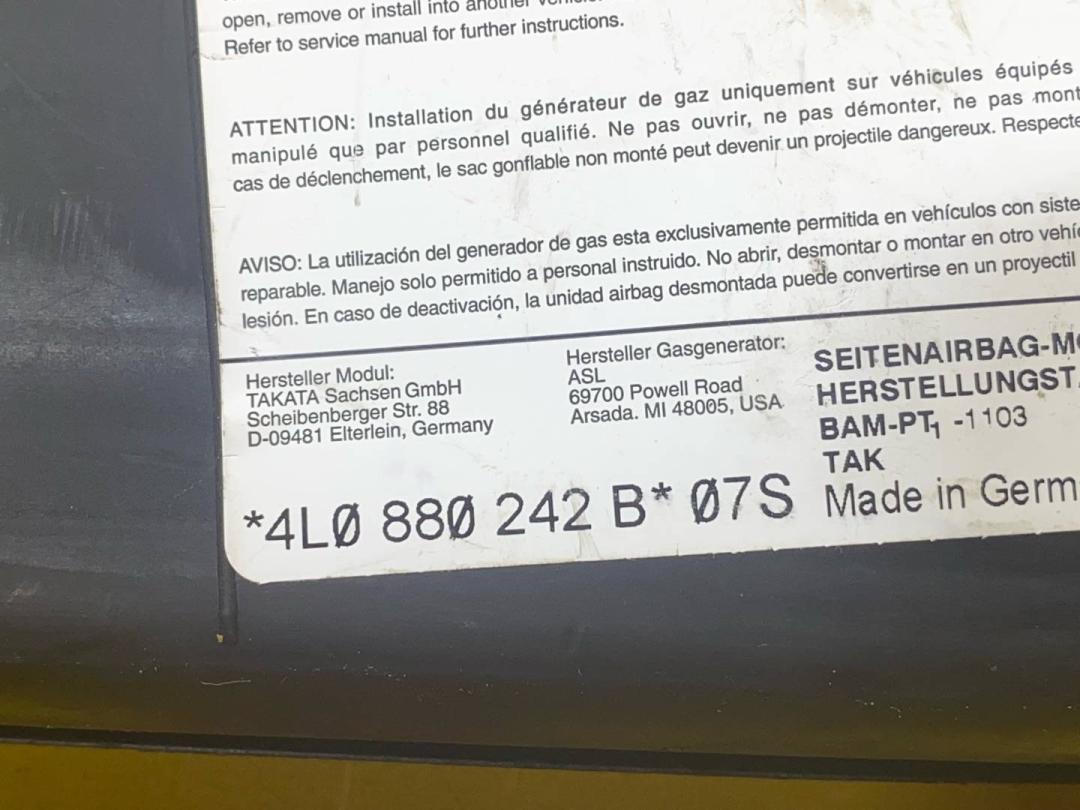 open, remove or install into another
Refer to service manual for further instructions.
ATTENTION: Installation du générateur de gaz uniquement sur véhicules équipés
manipulé que par personnel qualifié. Ne pas ouvrir, ne pas démonter, ne pas mont
cas de déclenchement, le sac gonflable non monté peut devenir un projectile dangereux. Respecte
AVISO: La utilización del generador de gas esta exclusivamente permitida en vehículos con siste
reparable. Manejo solo permitido a personal instruido. No abrir, desmontar o montar en otro vehíc
lesión. En caso de deactivación, la unidad airbag desmontada puede convertirse en un proyectil
Hersteller Modul:
TAKATA Sachsen GmbH
Scheibenberger Str. 88
D-09481 Elterlein, Germany
Hersteller Gasgenerator:
ASL
69700 Powell Road
Arsada. MI 48005, USA
SEITENAIRBAG-M
HERSTELLUNGST
BAM-PT1 -1103
TAK
Made in Germ
*4L0 880 242 B* 07S